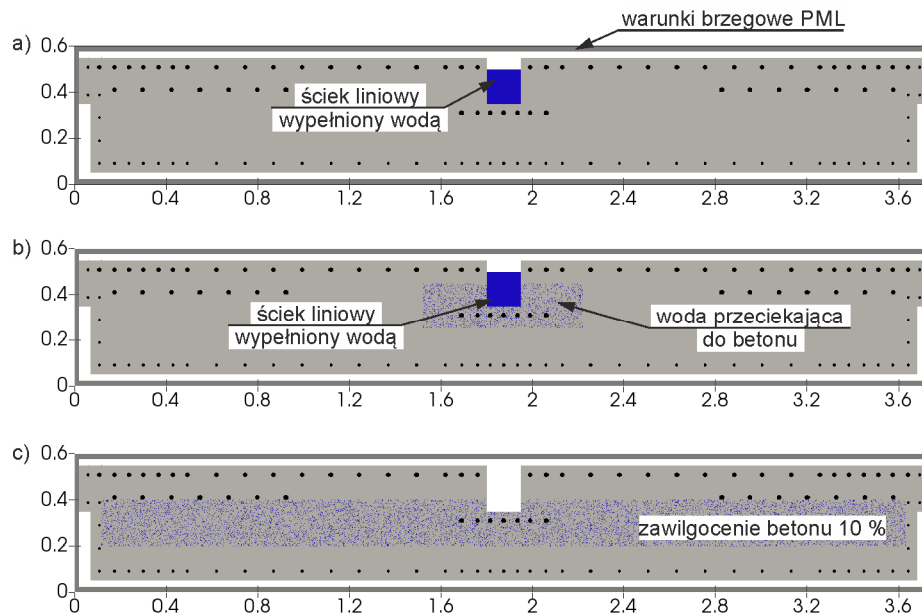 warunki brzegowe PML
a)
0.6
ściek liniowy
wypełniony wodą
0.4
0.2
0
0 0.4 0.8 1.2 1.6 2 2.4 2.8 3.2 3.6
b)
0.6
0.4
ściek liniowy
wypełniony wodą
woda przeciekająca
do betonu
0.2
0
0 0.4 0.8 1.2 1.6 2 2.4 2.8 3.2 3.6
c)
0.6
0.4
zawilgocenie betonu 10 %
0.2
0
0 0.4 0.8 1.2 1.6 2 2.4 2.8 3.2 3.6